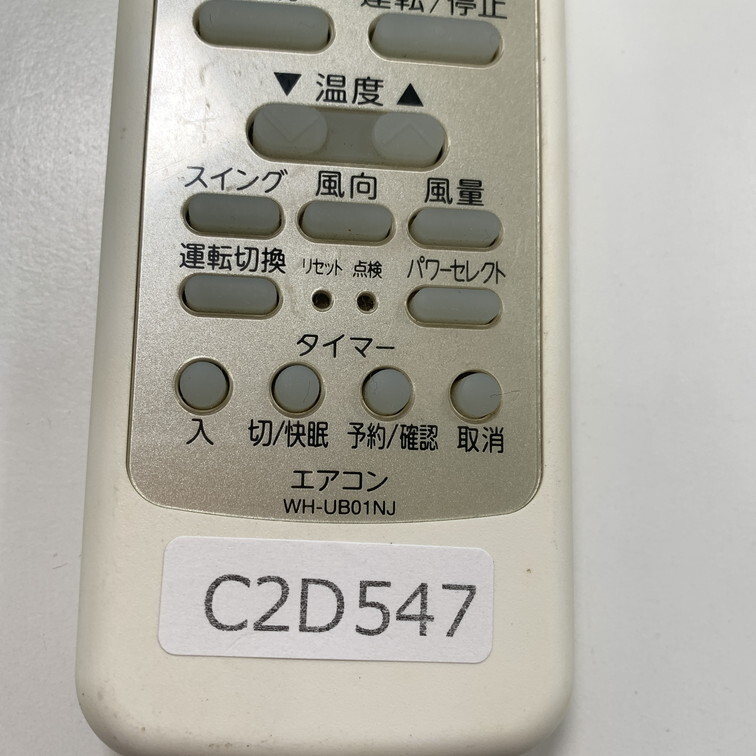 運転/停止
▼ 温度 ▲
スイング 風向 風量
運転切換 リセット 点検 パワーセレクト
タイマー
入 切/快眠 予約/確認 取消
エアコン
WH-UB01NJ
C2D547